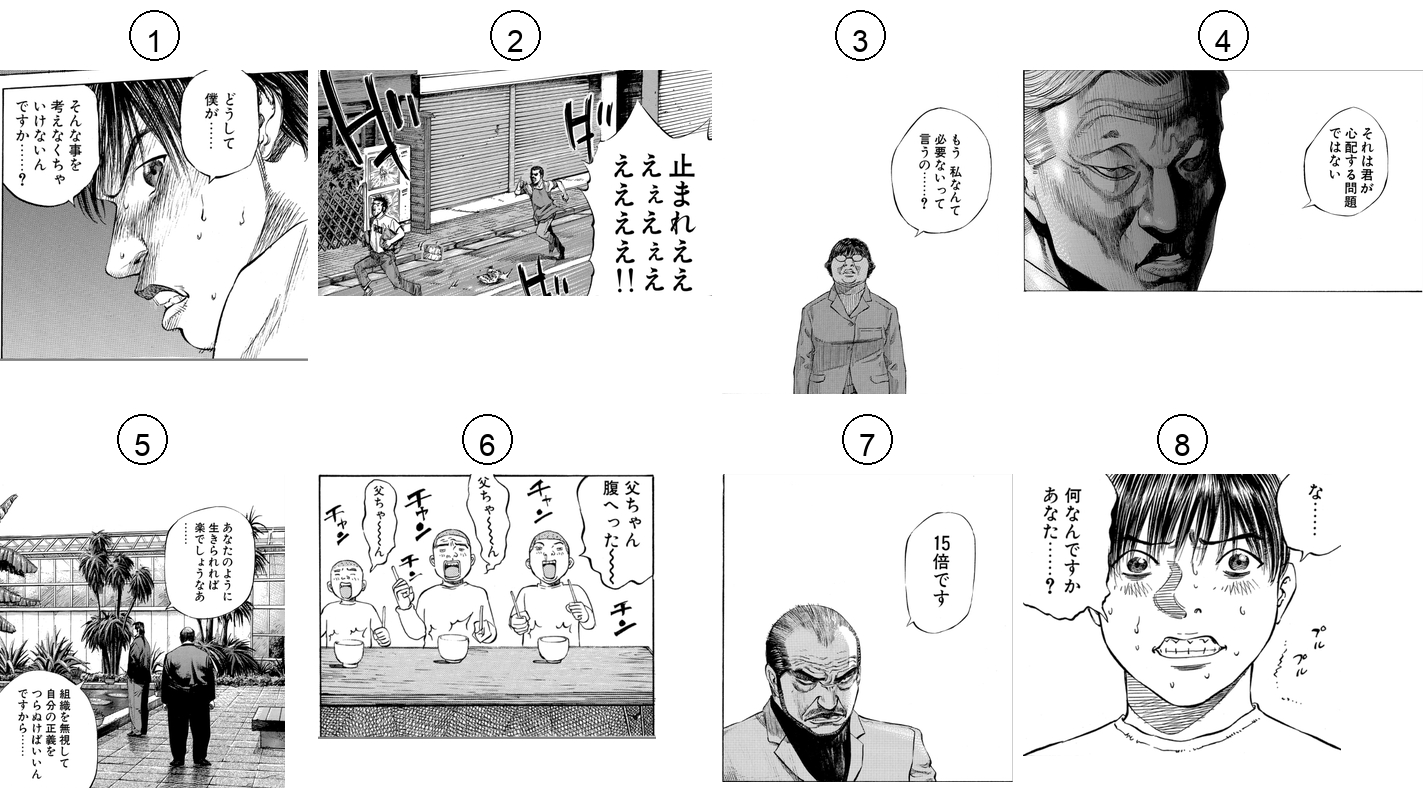 1
どうして
僕が……
そんな事を
考えなくちゃ
いけないん
ですか……?
2
止まれええ
ええええぇえ
えええええ!!
3
もう 私なんて
必要ないって
言うの……?
4
それは君が
心配する問題
ではない
5
あなたのように
生きられれば
楽でしょうなあ
……
組織を無視して
自分の正義を
つらぬけばいいん
ですから……
6
父ちゃん
腹へった〜〜
父ちゃ〜〜〜ん
父ちゃ〜〜〜ん
チン
チャン
チン
チャン
チャン
7
15倍です
8
な……
何なんですか
あなた……?
プル
プル